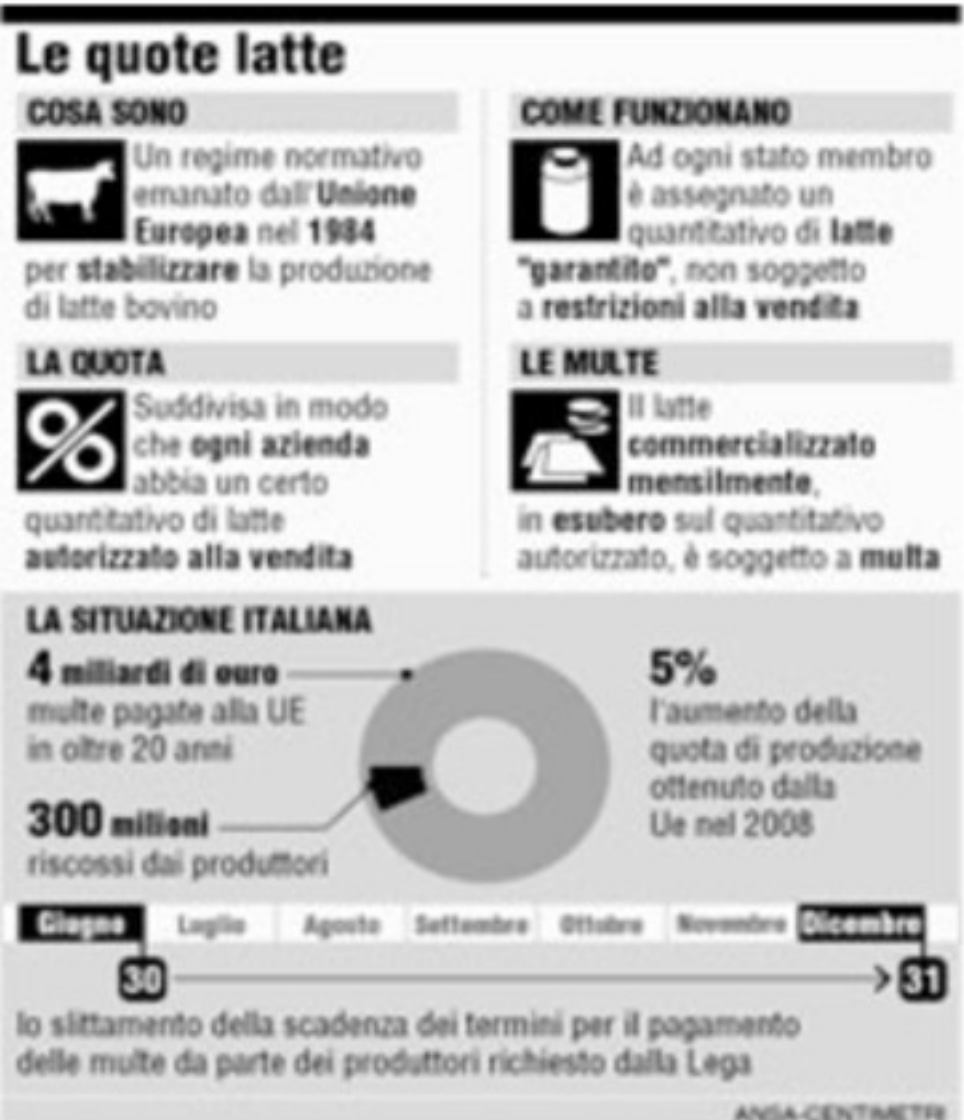 Le quote latte
COSA SONO
Un regime normativo
emanato dall'Unione
Europea nel 1984
per stabilizzare la produzione
di latte bovino
COME FUNZIONANO
Ad ogni stato membro
è assegnato un
quantitativo di latte
"garantito", non soggetto
a restrizioni alla vendita
LA QUOTA
%
Suddivisa in modo
che ogni azienda
abbia un certo
quantitativo di latte
autorizzato alla vendita
LE MULTE
Il latte
commercializzato
mensilmente,
in esubero sul quantitativo
autorizzato, è soggetto a multa
LA SITUAZIONE ITALIANA
4 miliardi di euro
multe pagate alla UE
in oltre 20 anni
300 milioni
riscossi dai produttori
5%
l'aumento della
quota di produzione
ottenuto dalla
Ue nel 2008
Giugno Luglio Agosto Settembre Ottobre Novembre Dicembre
30 31
lo slittamento della scadenza dei termini per il pagamento
delle multe da parte dei produttori richiesto dalla Lega
ANSA-CENTIMETRI